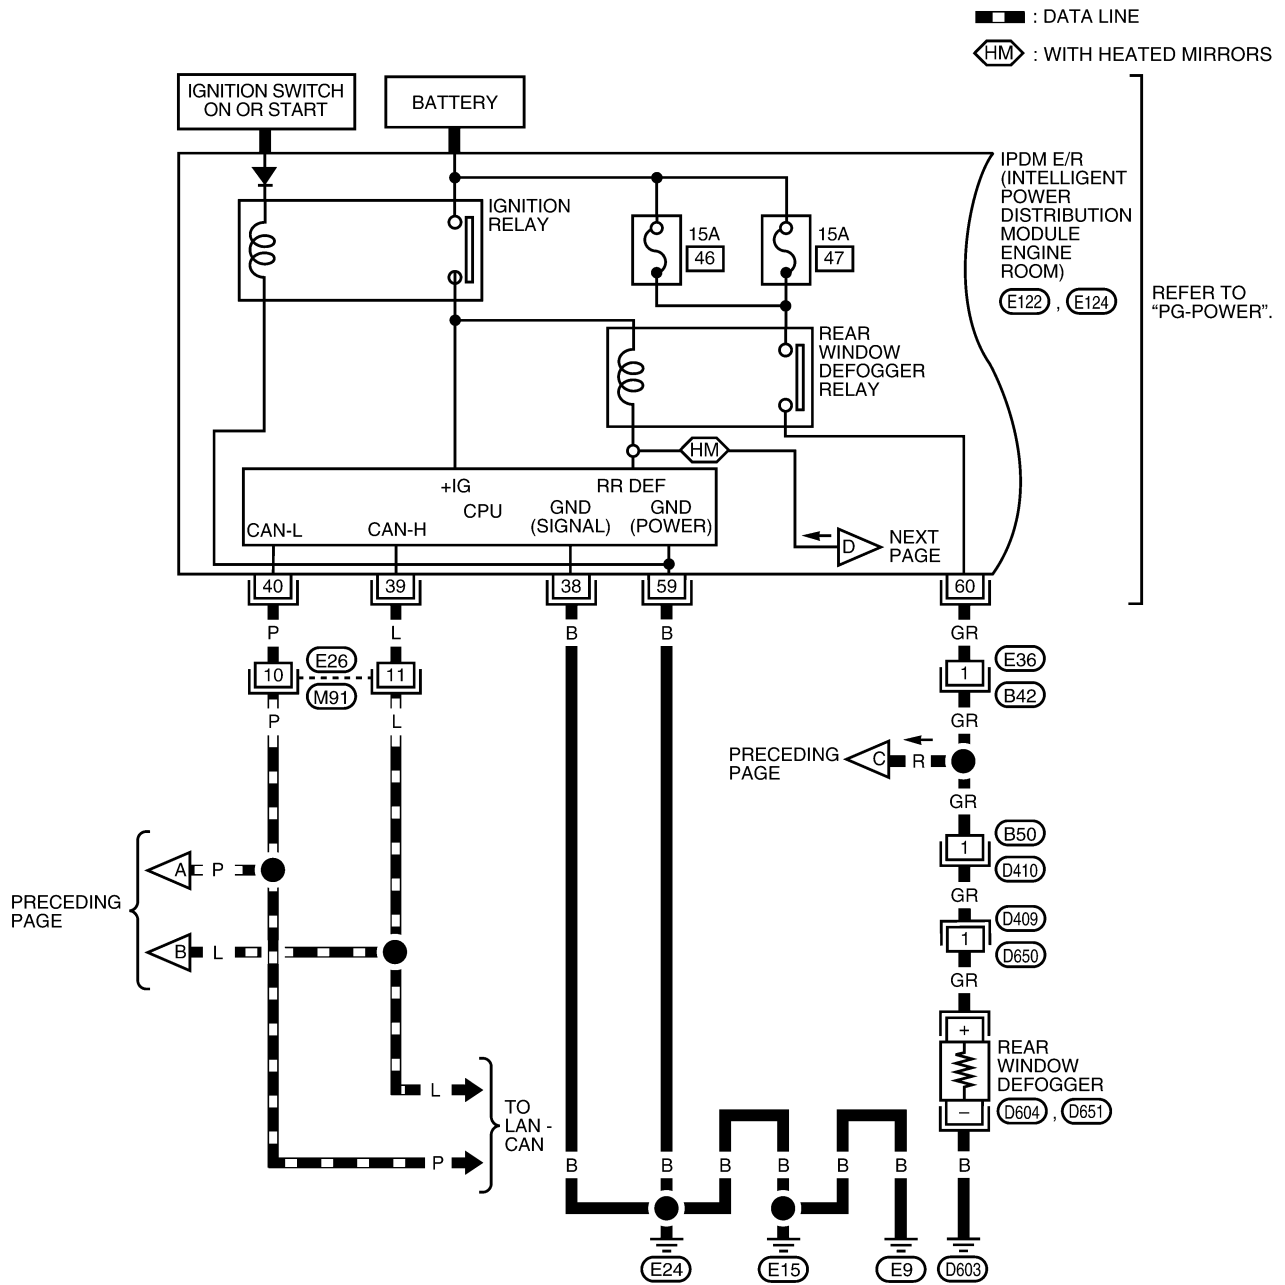 : DATA LINE
HM : WITH HEATED MIRRORS
IGNITION SWITCH
ON OR START
BATTERY
IPDM E/R
(INTELLIGENT
POWER
DISTRIBUTION
MODULE
ENGINE
ROOM)
E122 , E124
REFER TO
“PG-POWER”.
IGNITION
RELAY
15A
46
15A
47
REAR
WINDOW
DEFOGGER
RELAY
HM
+IG
RR DEF
CPU
GND
(SIGNAL)
GND
(POWER)
CAN-L
CAN-H
D
NEXT
PAGE
40 39 38 59 60
P L B B GR
10 11
E26
M91
1
E36
B42
P L GR
PRECEDING
PAGE
C R
GR
1
B50
D410
A P
GR
PRECEDING
PAGE
1
D409
D650
B L
GR
+
REAR
WINDOW
DEFOGGER
–
D604 , D651
L
TO
LAN -
CAN
P
B B B B B B B
E24 E15 E9 D603